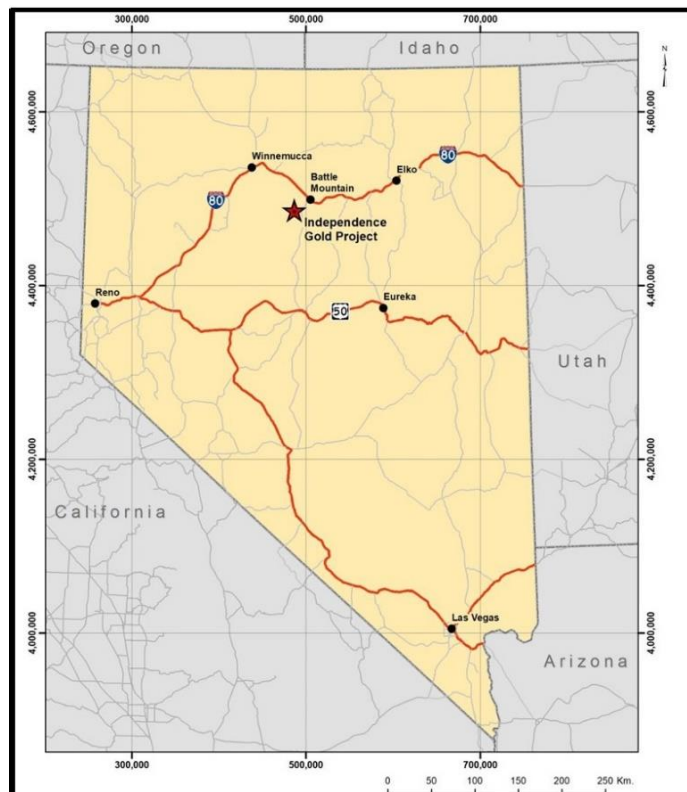 300,000 500,000 700,000
Oregon Idaho
N
4,600,000
80
Winnemucca
Battle
Mountain
Elko
80
Independence
Gold Project
4,400,000
Reno
50
Eureka
Utah
4,200,000
California
Las Vegas
4,000,000
Arizona
300,000 500,000 700,000
0 50 100 150 200 250 Km.
4,600,000
4,400,000
4,200,000
4,000,000